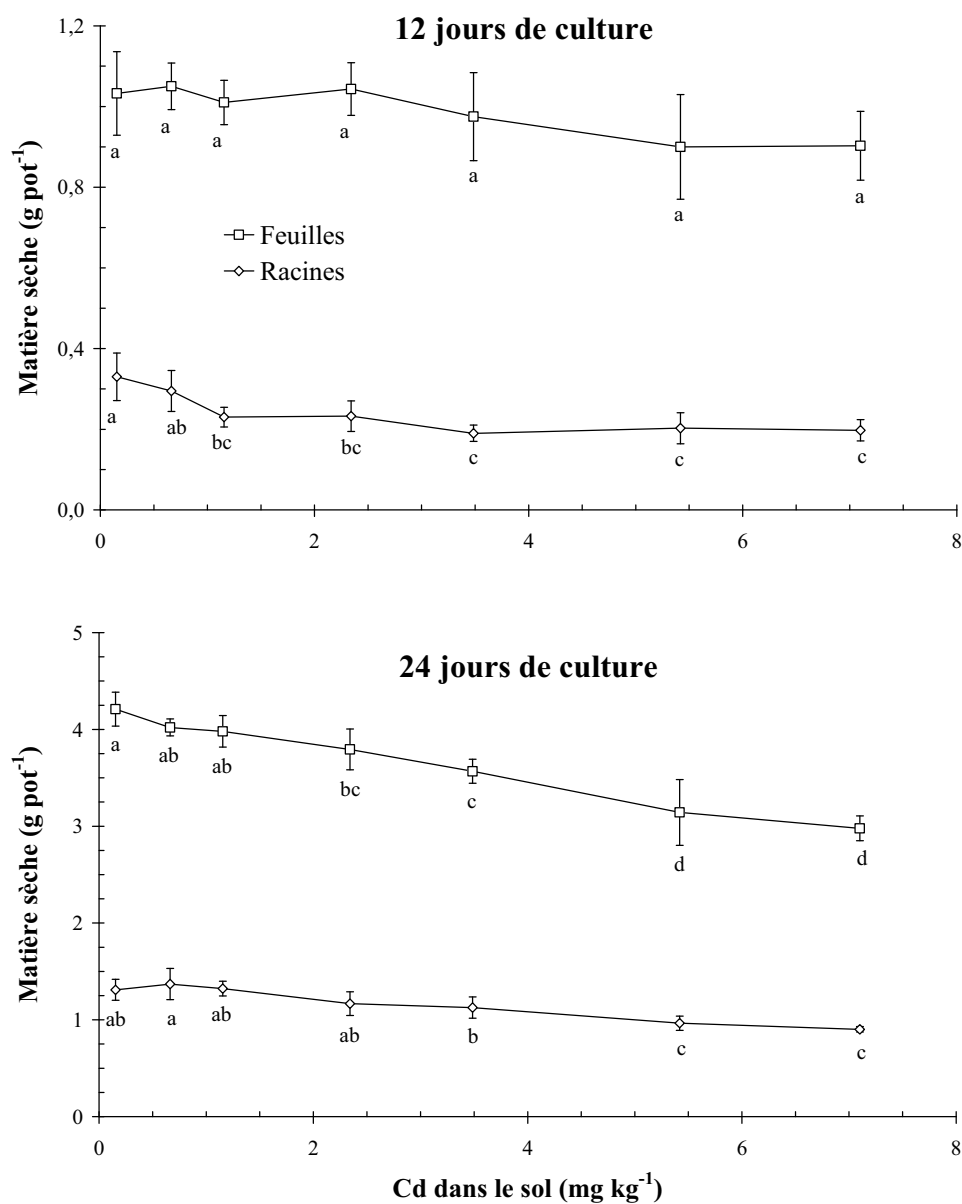 12 jours de culture
1,2
0,8
0,4
0,0
Matière sèche (g pot-1)
a a a a a a a
Feuilles
Racines
a ab bc bc c c c
0 2 4 6 8
24 jours de culture
5
4
3
2
1
0
Matière sèche (g pot-1)
a ab ab bc c d d
ab a ab ab b c c
0 2 4 6 8
Cd dans le sol (mg kg-1)